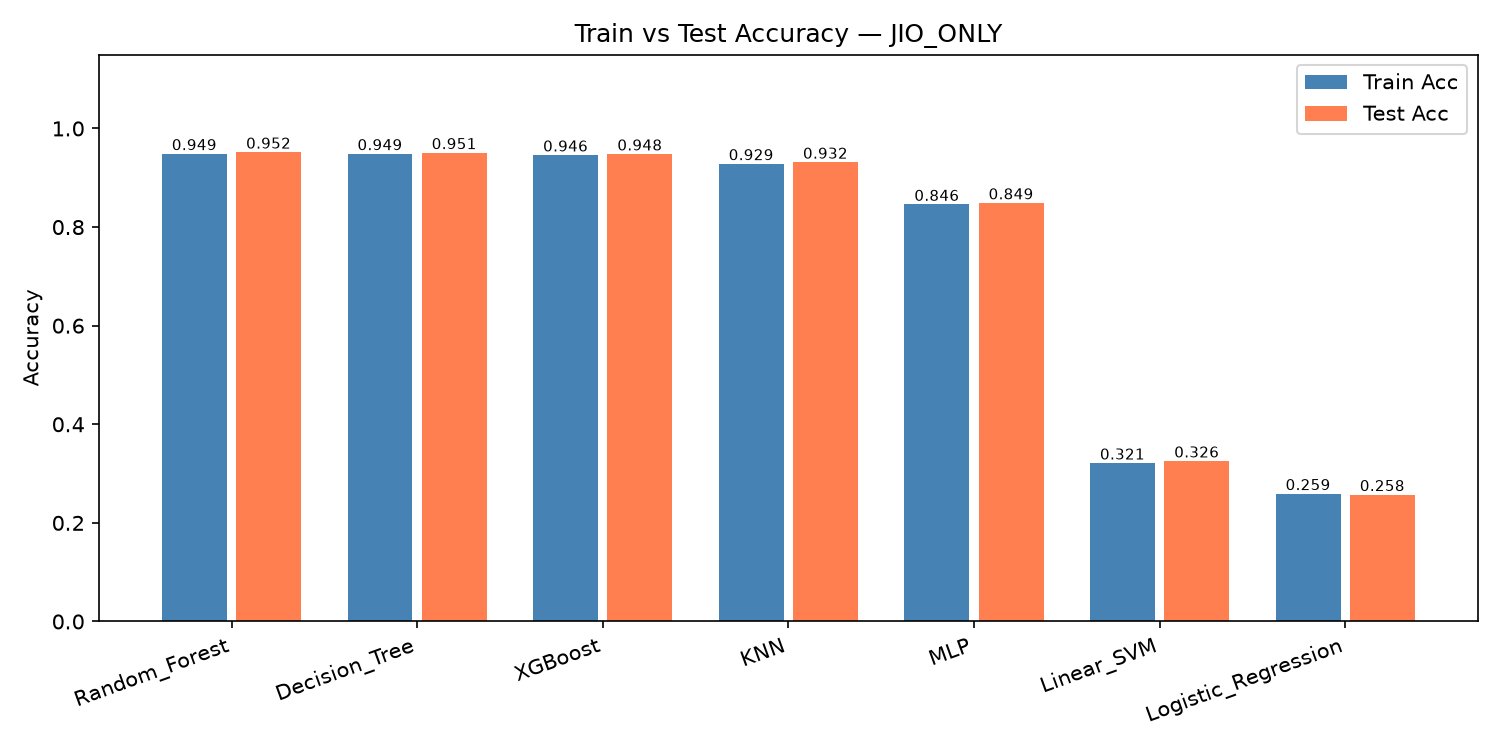 Train vs Test Accuracy — JIO_ONLY
Train Acc
Test Acc
Accuracy
1.0
0.8
0.6
0.4
0.2
0.0
0.949
0.952
0.949
0.951
0.946
0.948
0.929
0.932
0.846
0.849
0.321
0.326
0.259
0.258
Random_Forest
Decision_Tree
XGBoost
KNN
MLP
Linear_SVM
Logistic_Regression